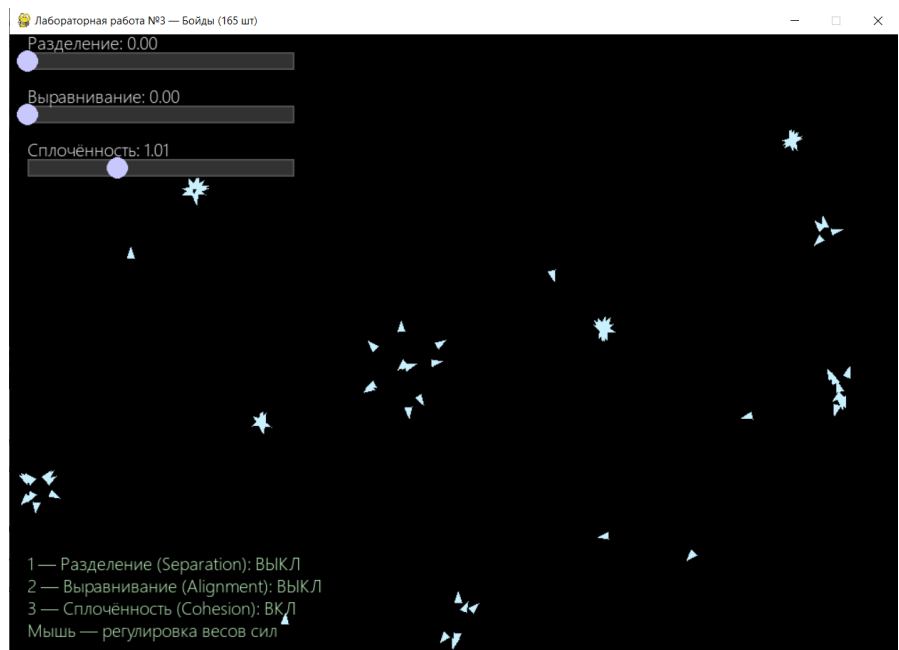 Лабораторная работа №3 — Бойды (165 шт)
Разделение: 0.00
Выравнивание: 0.00
Сплочённость: 1.01
1 — Разделение (Separation): ВЫКЛ
2 — Выравнивание (Alignment): ВЫКЛ
3 — Сплочённость (Cohesion): ВКЛ
Мышь — регулировка весов сил